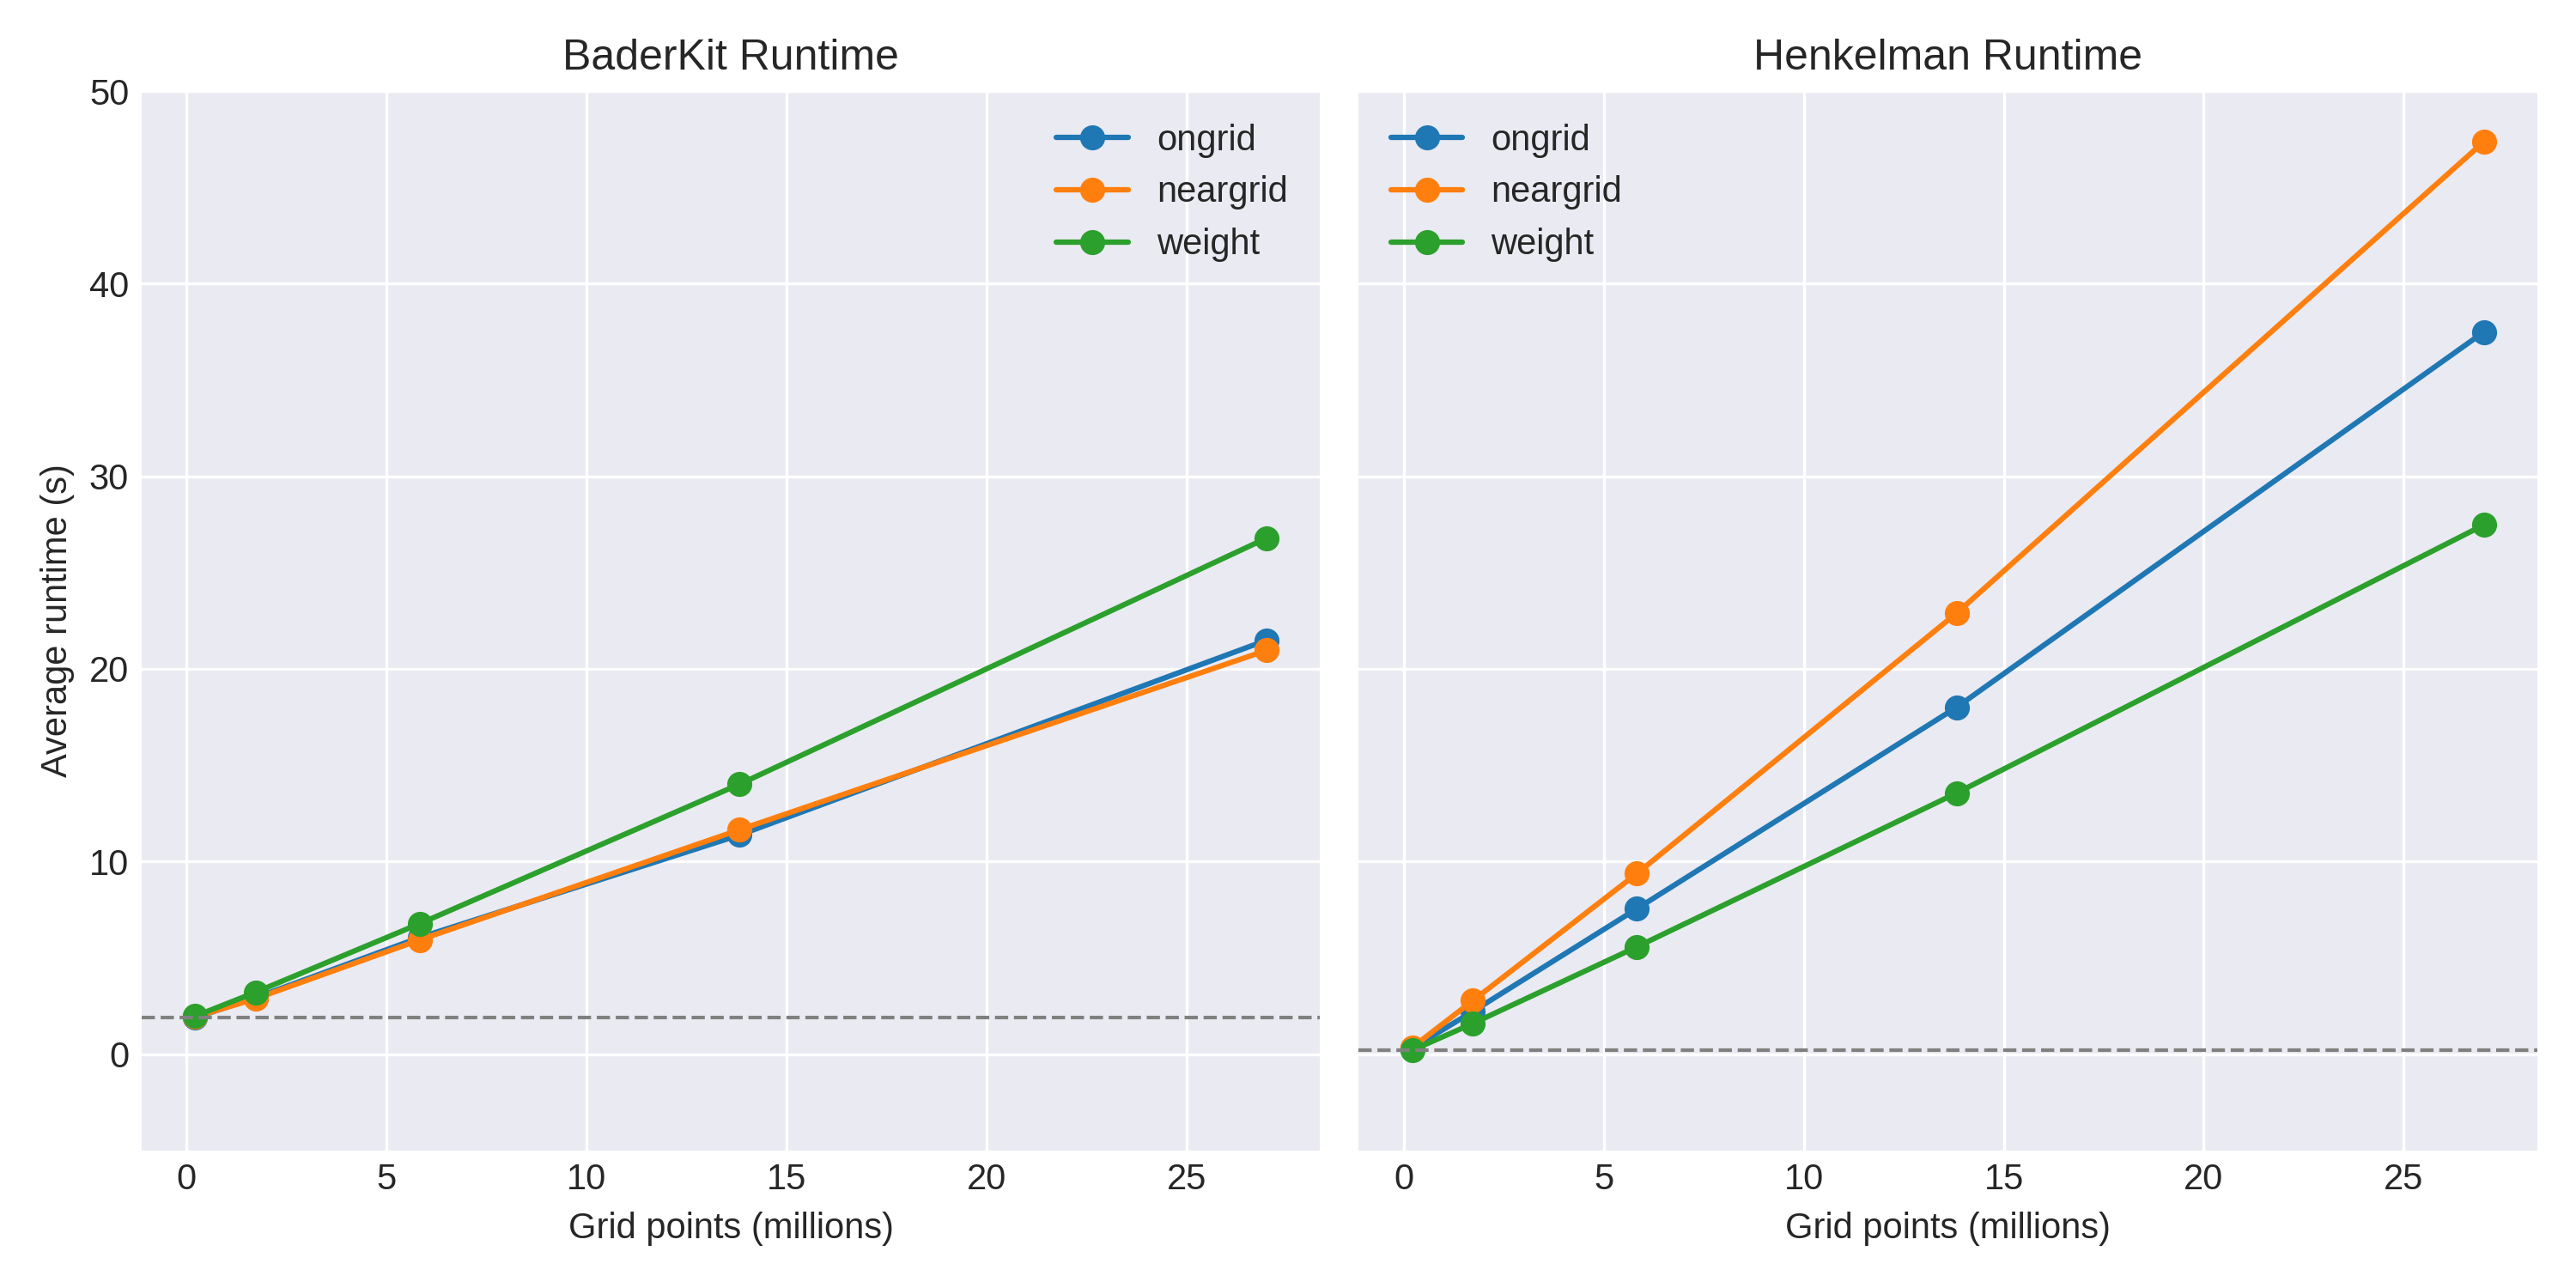 BaderKit Runtime
Average runtime (s)
50
40
30
20
10
0
0 5 10 15 20 25
Grid points (millions)
ongrid
neargrid
weight
Henkelman Runtime
ongrid
neargrid
weight
0 5 10 15 20 25
Grid points (millions)